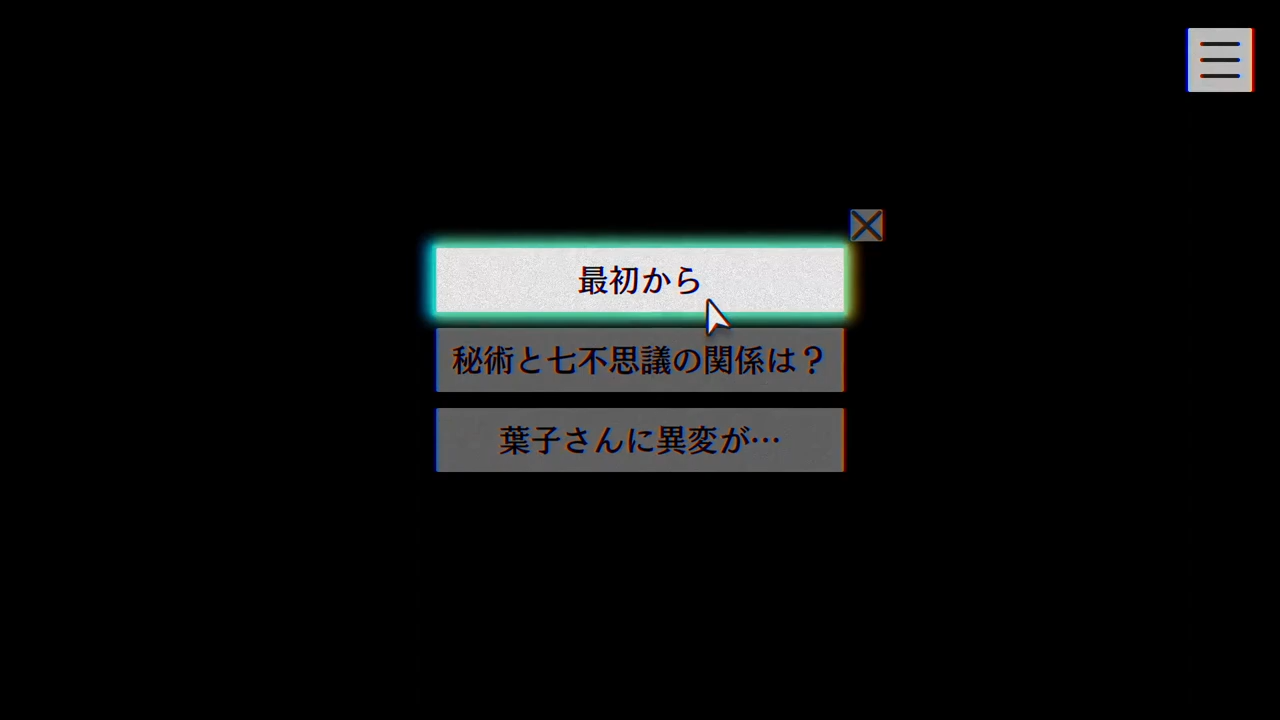 最初から
秘術と七不思議の関係は？
葉子さんに異変が…